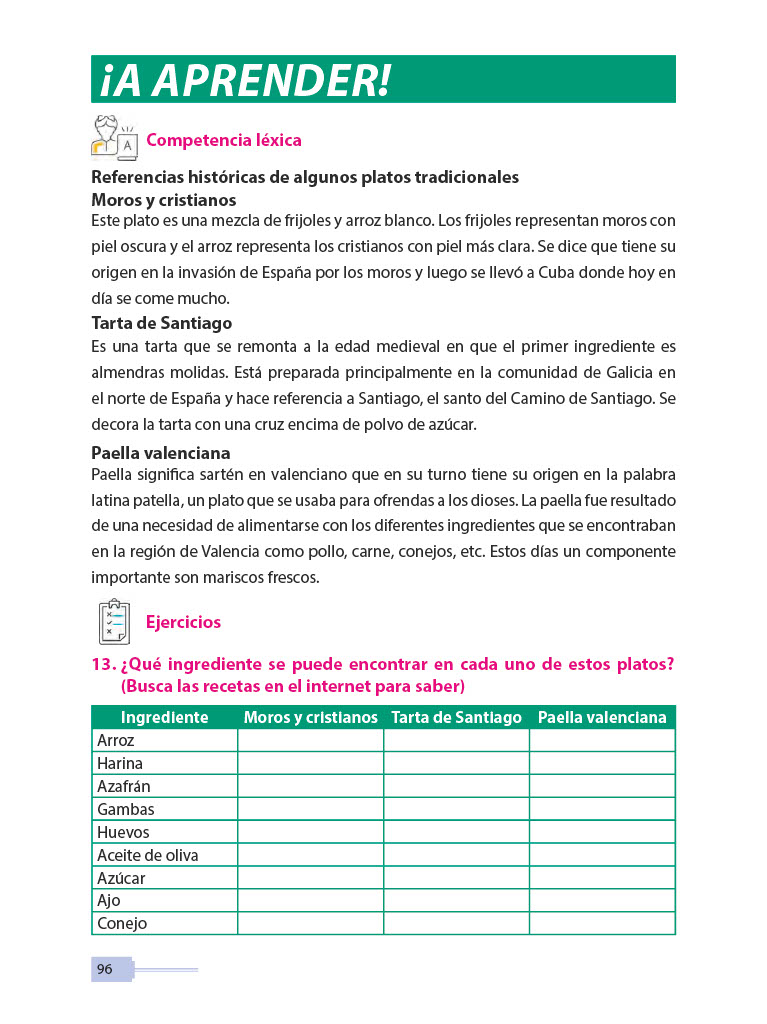 ¡A APRENDER!
A
Competencia léxica
Referencias históricas de algunos platos tradicionales
Moros y cristianos
Este plato es una mezcla de frijoles y arroz blanco. Los frijoles representan moros con
piel oscura y el arroz representa los cristianos con piel más clara. Se dice que tiene su
origen en la invasión de España por los moros y luego se llevó a Cuba donde hoy en
día se come mucho.
Tarta de Santiago
Es una tarta que se remonta a la edad medieval en que el primer ingrediente es
almendras molidas. Está preparada principalmente en la comunidad de Galicia en
el norte de España y hace referencia a Santiago, el santo del Camino de Santiago. Se
decora la tarta con una cruz encima de polvo de azúcar.
Paella valenciana
Paella significa sartén en valenciano que en su turno tiene su origen en la palabra
latina patella, un plato que se usaba para ofrendas a los dioses. La paella fue resultado
de una necesidad de alimentarse con los diferentes ingredientes que se encontraban
en la región de Valencia como pollo, carne, conejos, etc. Estos días un componente
importante son mariscos frescos.
Ejercicios
13. ¿Qué ingrediente se puede encontrar en cada uno de estos platos?
(Busca las recetas en el internet para saber)
Ingrediente Moros y cristianos Tarta de Santiago Paella valenciana
Arroz
Harina
Azafrán
Gambas
Huevos
Aceite de oliva
Azúcar
Ajo
Conejo
96